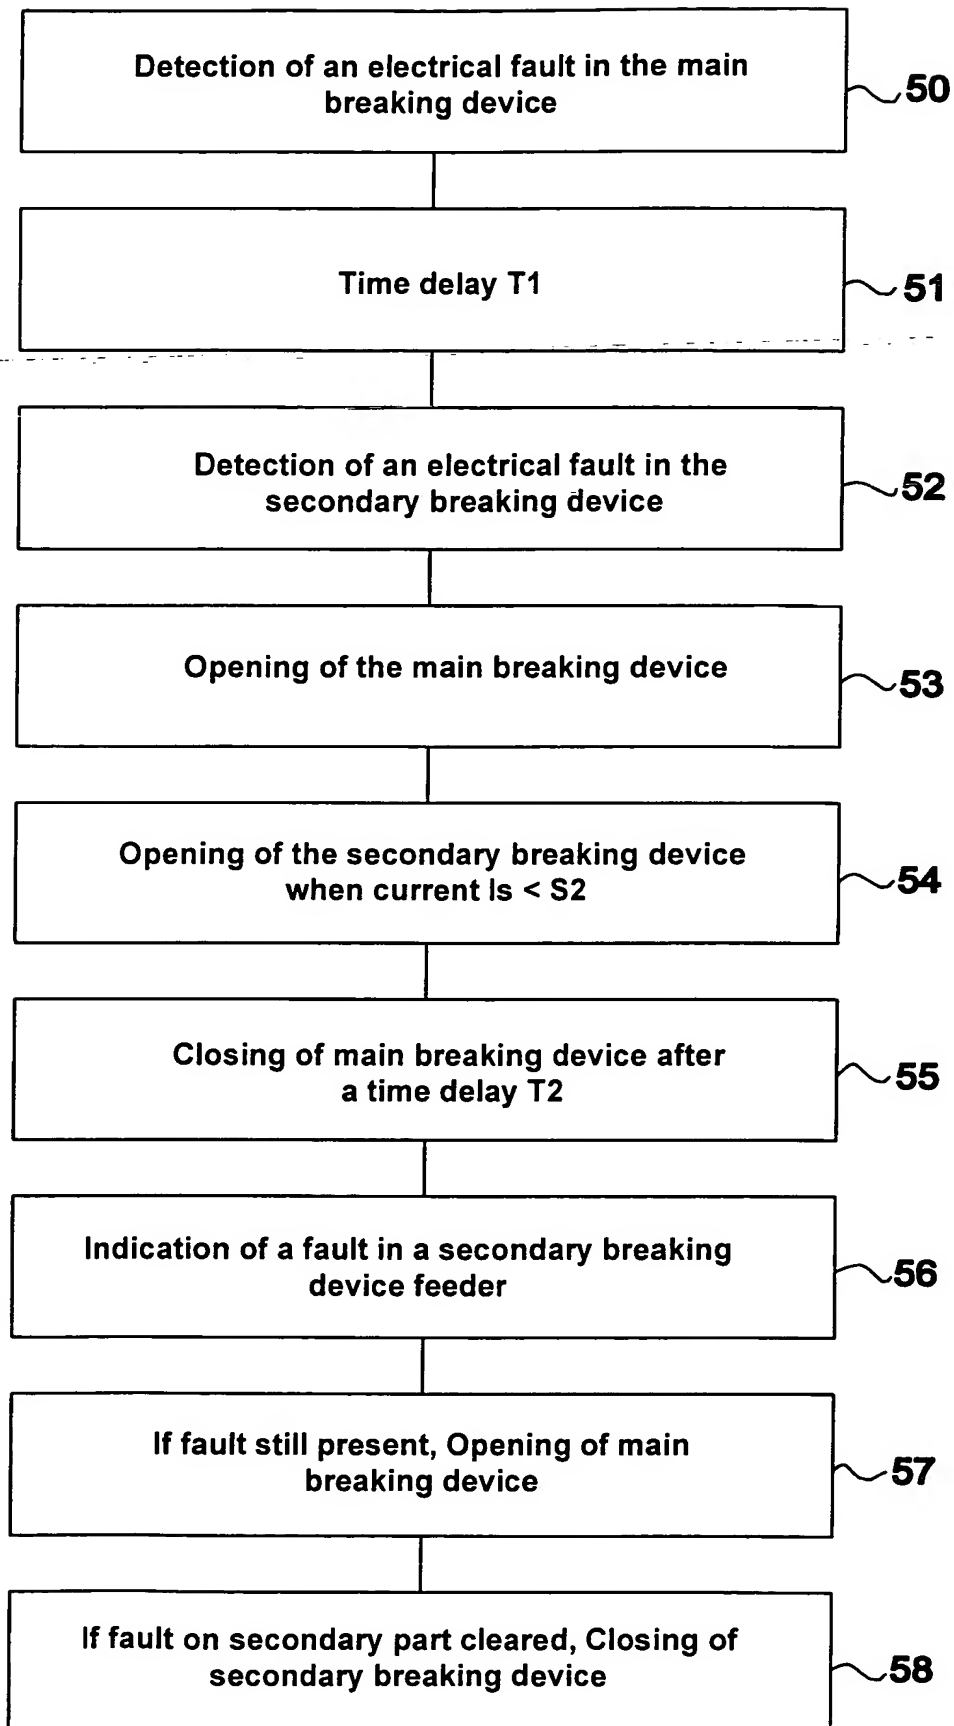 Detection of an electrical fault in the main
breaking device
50
Time delay T1
51
Detection of an electrical fault in the
secondary breaking device
52
Opening of the main breaking device
53
Opening of the secondary breaking device
when current Is < S2
54
Closing of main breaking device after
a time delay T2
55
Indication of a fault in a secondary breaking
device feeder
56
If fault still present, Opening of main
breaking device
57
If fault on secondary part cleared, Closing of
secondary breaking device
58